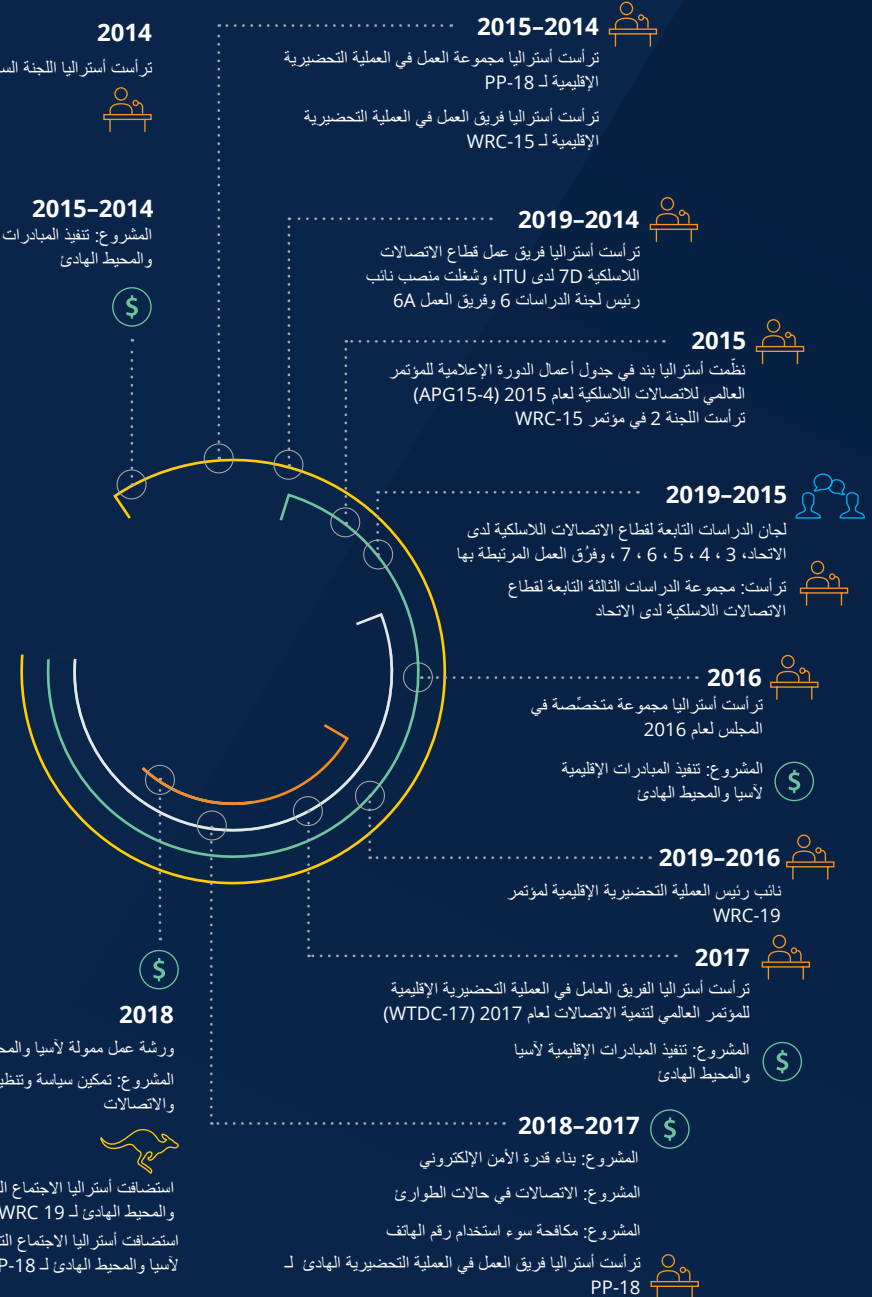 2014
ترأست أستراليا اللجنة
2014–2015
المشروع: تنفيذ المبادرات
والمحيط الهادئ
2014–2015
ترأست أستراليا مجموعة العمل في العملية التحضيرية
الإقليمية لـ PP-18
ترأست أستراليا فريق العمل في العملية التحضيرية
الإقليمية لـ WRC-15
2014–2019
ترأست أستراليا فريق عمل قطاع الاتصالات
اللاسلكية 7D لدى ITU، وشغلت منصب نائب
رئيس لجنة الدراسات 6 وفريق العمل 6A
2015
نظّمت أستراليا بند في جدول أعمال الدورة الإعلامية للمؤتمر
العالمي للاتصالات اللاسلكية لعام 2015 (APG15-4)
ترأست اللجنة 2 في مؤتمر WRC-15
2015–2019
لجان الدراسات التابعة لقطاع الاتصالات اللاسلكية لدى
الاتحاد، 3 ، 4 ، 5 ، 6 ، 7 ، وفرُق العمل المرتبطة بها
ترأست: مجموعة الدراسات الثالثة التابعة لقطاع
الاتصالات اللاسلكية لدى الاتحاد
2016
ترأست أستراليا مجموعة متخصّصة في
المجلس لعام 2016
المشروع: تنفيذ المبادرات الإقليمية
لآسيا والمحيط الهادئ
2016–2019
نائب رئيس العملية التحضيرية الإقليمية لمؤتمر
WRC-19
2017
ترأست أستراليا الفريق العامل في العملية التحضيرية الإقليمية
للمؤتمر العالمي لتنمية الاتصالات لعام 2017 (WTDC-17)
المشروع: تنفيذ المبادرات الإقليمية لآسيا
والمحيط الهادئ
2017–2018
المشروع: بناء قدرة الأمن الإلكتروني
المشروع: الاتصالات في حالات الطوارئ
المشروع: مكافحة سوء استخدام رقم الهاتف
ترأست أستراليا فريق العمل في العملية التحضيرية الهادئ لـ
PP-18
2018
ورشة عمل ممولة لآسيا
المشروع: تمكين سياسة
والاتصالات
استضافت أستراليا الاجتماع
والمحيط الهادئ لـ WRC 19
استضافت أستراليا الاجتماع
لآسيا والمحيط الهادئ لـ